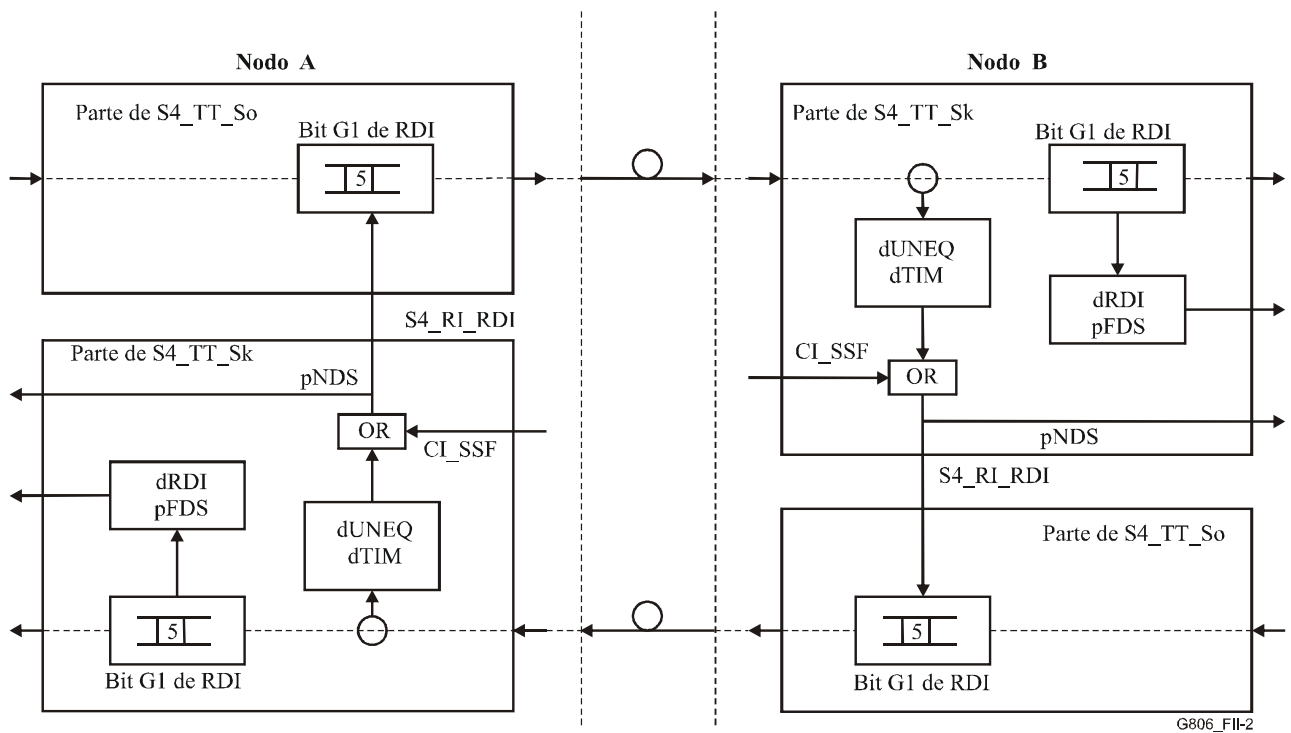 Nodo A
Parte de S4_TT_So
Bit G1 de RDI
5
S4_RI_RDI
Parte de S4_TT_Sk
pNDS
OR
CI_SSF
dRDI
pFDS
dUNEQ
dTIM
5
Bit G1 de RDI
Nodo B
Parte de S4_TT_Sk
Bit G1 de RDI
5
dUNEQ
dTIM
dRDI
pFDS
CI_SSF
OR
pNDS
S4_RI_RDI
Parte de S4_TT_So
5
Bit G1 de RDI
G806_FII-2